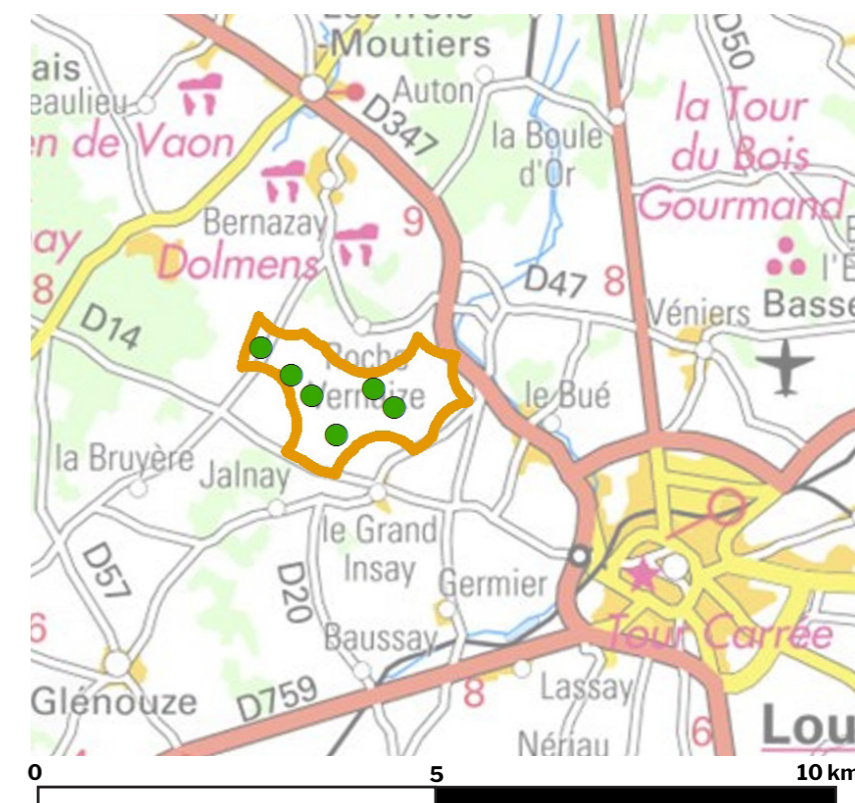 -Moutiers
D50
ais
eaulieu
Auton
D347
la Tour
du Bois
Gourmand
en de Vaon
la Boule
d'Or
9
Bernazay
Dolmens
ay
8
D47
8
l'É
Véniers
Basse
D14
Roche
Vernaize
le Bué
la Bruyère
Jalnay
le Grand
Insay
D57
D20
Germier
6
Baussay
Tour Carrée
Glénouze
D759
8
Lassay
6
Lou
Nériau
0 5 10 km